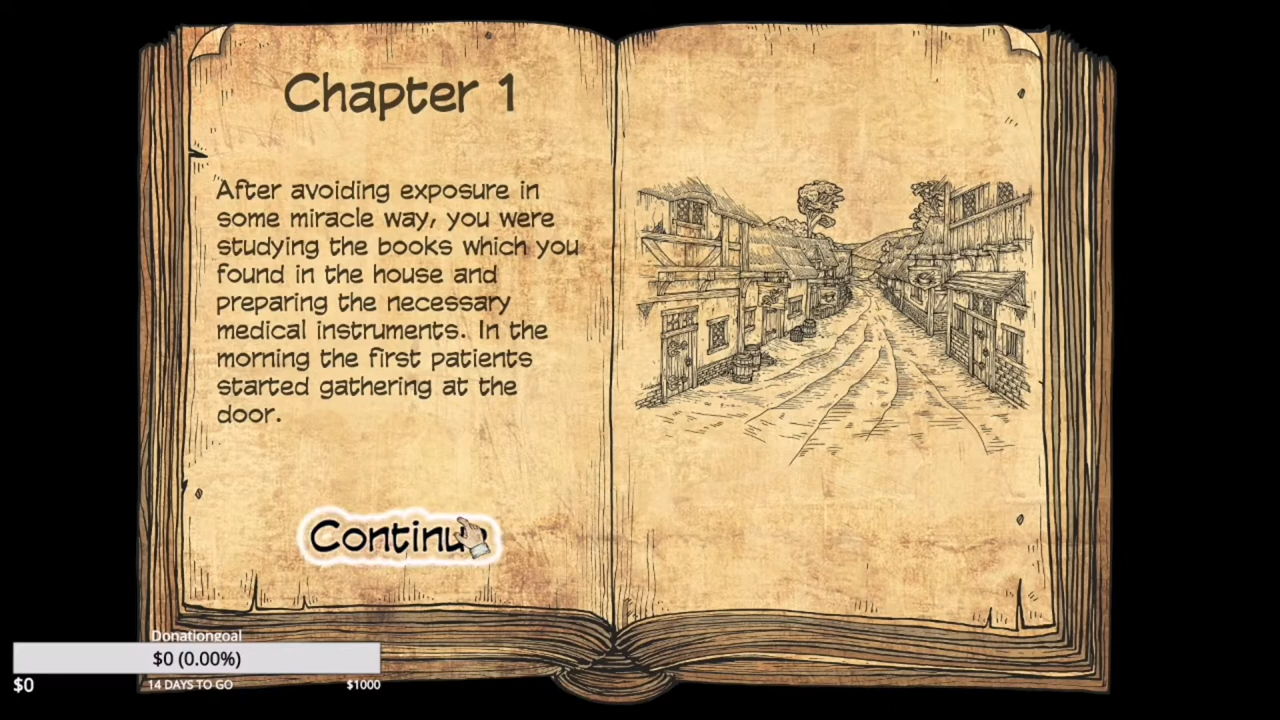 Chapter 1
After avoiding exposure in
some miracle way, you were
studying the books which you
found in the house and
preparing the necessary
medical instruments. In the
morning the first patients
started gathering at the
door.
Continue
Donationgoal
$0 (0.00%)
$0
14 DAYS TO GO
$1000